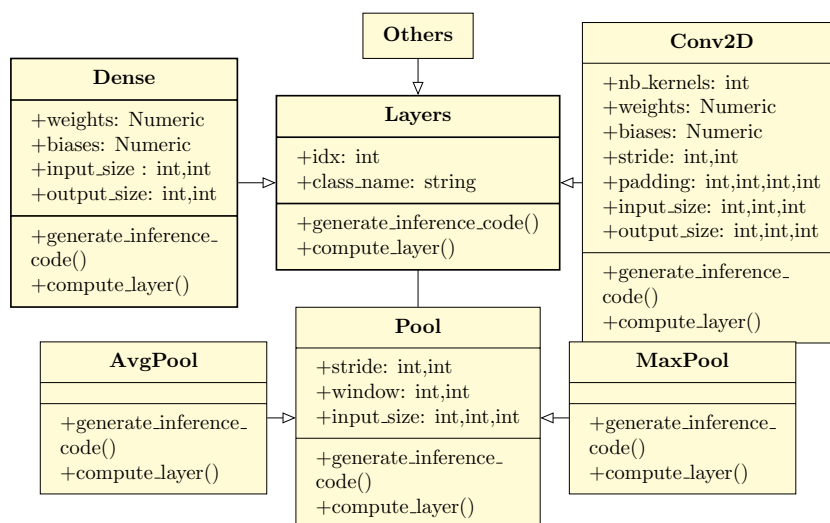 Others
Dense
+weights: Numeric
+biases: Numeric
+input_size : int,int
+output_size: int,int
+generate_inference_
code()
+compute_layer()
Layers
+idx: int
+class_name: string
+generate_inference_code()
+compute_layer()
Conv2D
+nb_kernels: int
+weights: Numeric
+biases: Numeric
+stride: int,int
+padding: int,int,int,int
+input_size: int,int,int
+output_size: int,int,int
+generate_inference_
code()
+compute_layer()
AvgPool
+generate_inference_
code()
+compute_layer()
Pool
+stride: int,int
+window: int,int
+input_size: int,int,int
+generate_inference_
code()
+compute_layer()
MaxPool
+generate_inference_
code()
+compute_layer()